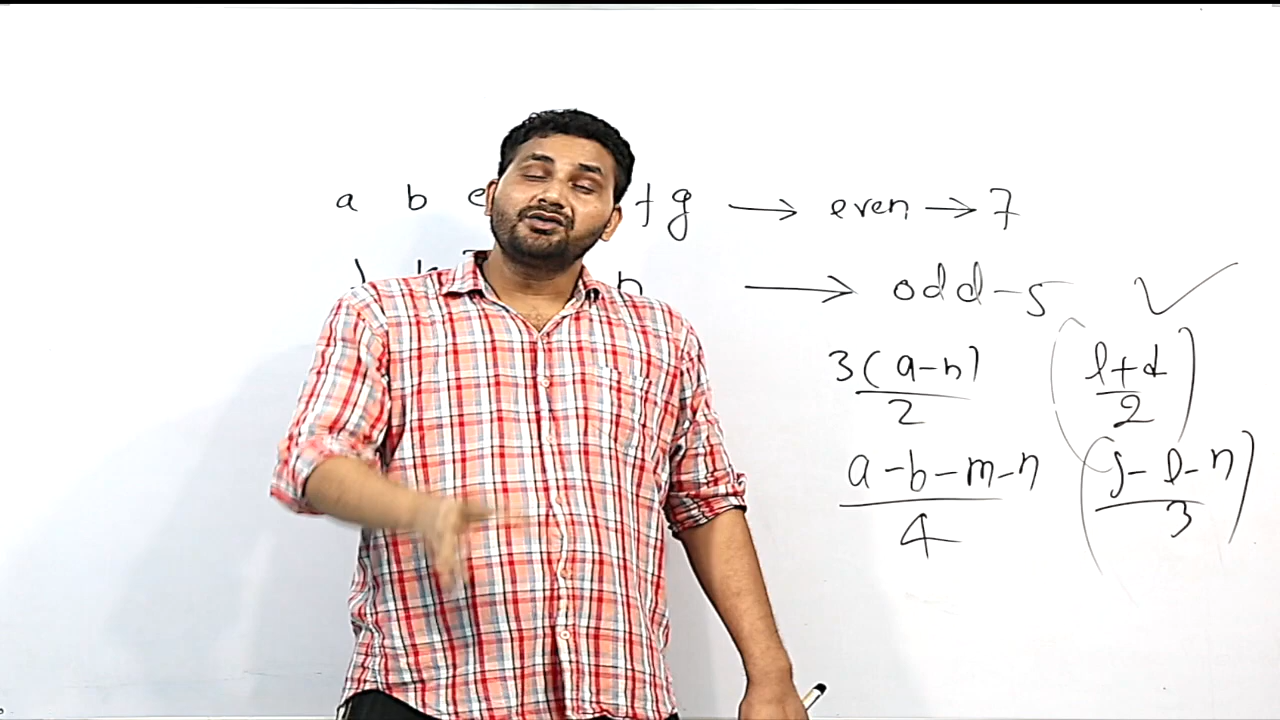 a b e f g → even → 7
n → odd-5 ✓
3(a-n)/2 (l+d/2)
a-b-m-n/4 (j-l-n/3)